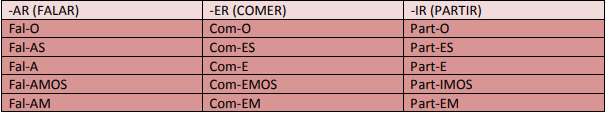 -AR (FALAR) -ER (COMER) -IR (PARTIR)
Fal-O Com-O Part-O
Fal-AS Com-ES Part-ES
Fal-A Com-E Part-E
Fal-AMOS Com-EMOS Part-IMOS
Fal-AM Com-EM Part-EM